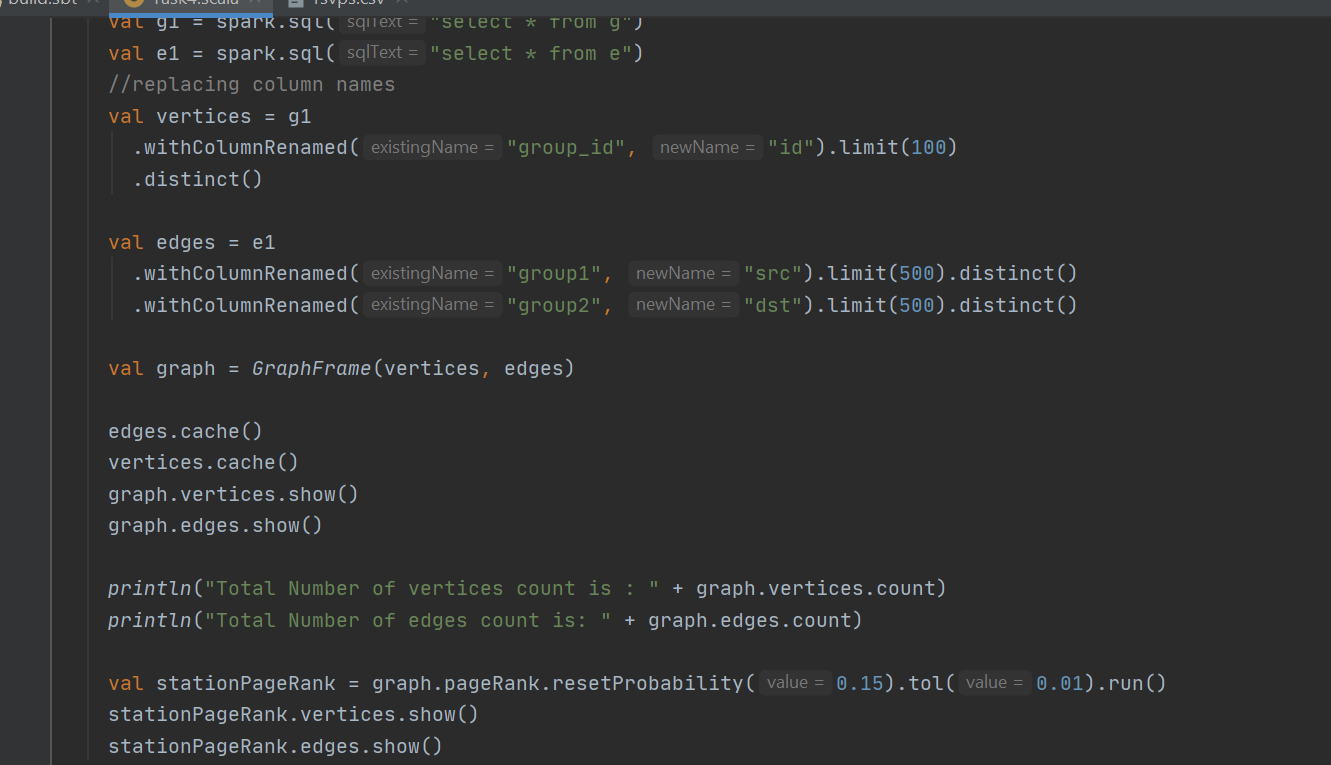 build.sbt Task4.scala rsvps.csv
val g1 = spark.sql( sqlText = "select * from g")
val e1 = spark.sql( sqlText = "select * from e")
//replacing column names
val vertices = g1
.withColumnRenamed( existingName = "group_id", newName = "id").limit(100)
.distinct()
val edges = e1
.withColumnRenamed( existingName = "group1", newName = "src").limit(500).distinct()
.withColumnRenamed( existingName = "group2", newName = "dst").limit(500).distinct()
val graph = GraphFrame(vertices, edges)
edges.cache()
vertices.cache()
graph.vertices.show()
graph.edges.show()
println("Total Number of vertices count is : " + graph.vertices.count)
println("Total Number of edges count is: " + graph.edges.count)
val stationPageRank = graph.pageRank.resetProbability( value = 0.15).tol( value = 0.01).run()
stationPageRank.vertices.show()
stationPageRank.edges.show()